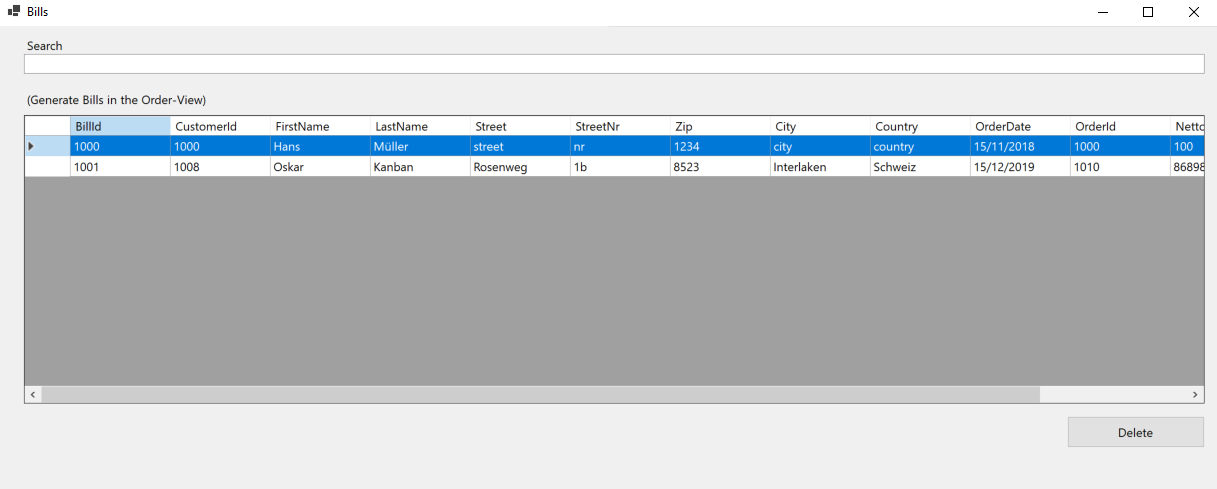 Bills
Search
(Generate Bills in the Order-View)
BillId CustomerId FirstName LastName Street StreetNr Zip City Country OrderDate OrderId Netto
1000 1000 Hans Müller street nr 1234 city country 15/11/2018 1000 100
1001 1008 Oskar Kanban Rosenweg 1b 8523 Interlaken Schweiz 15/12/2019 1010 86898
Delete